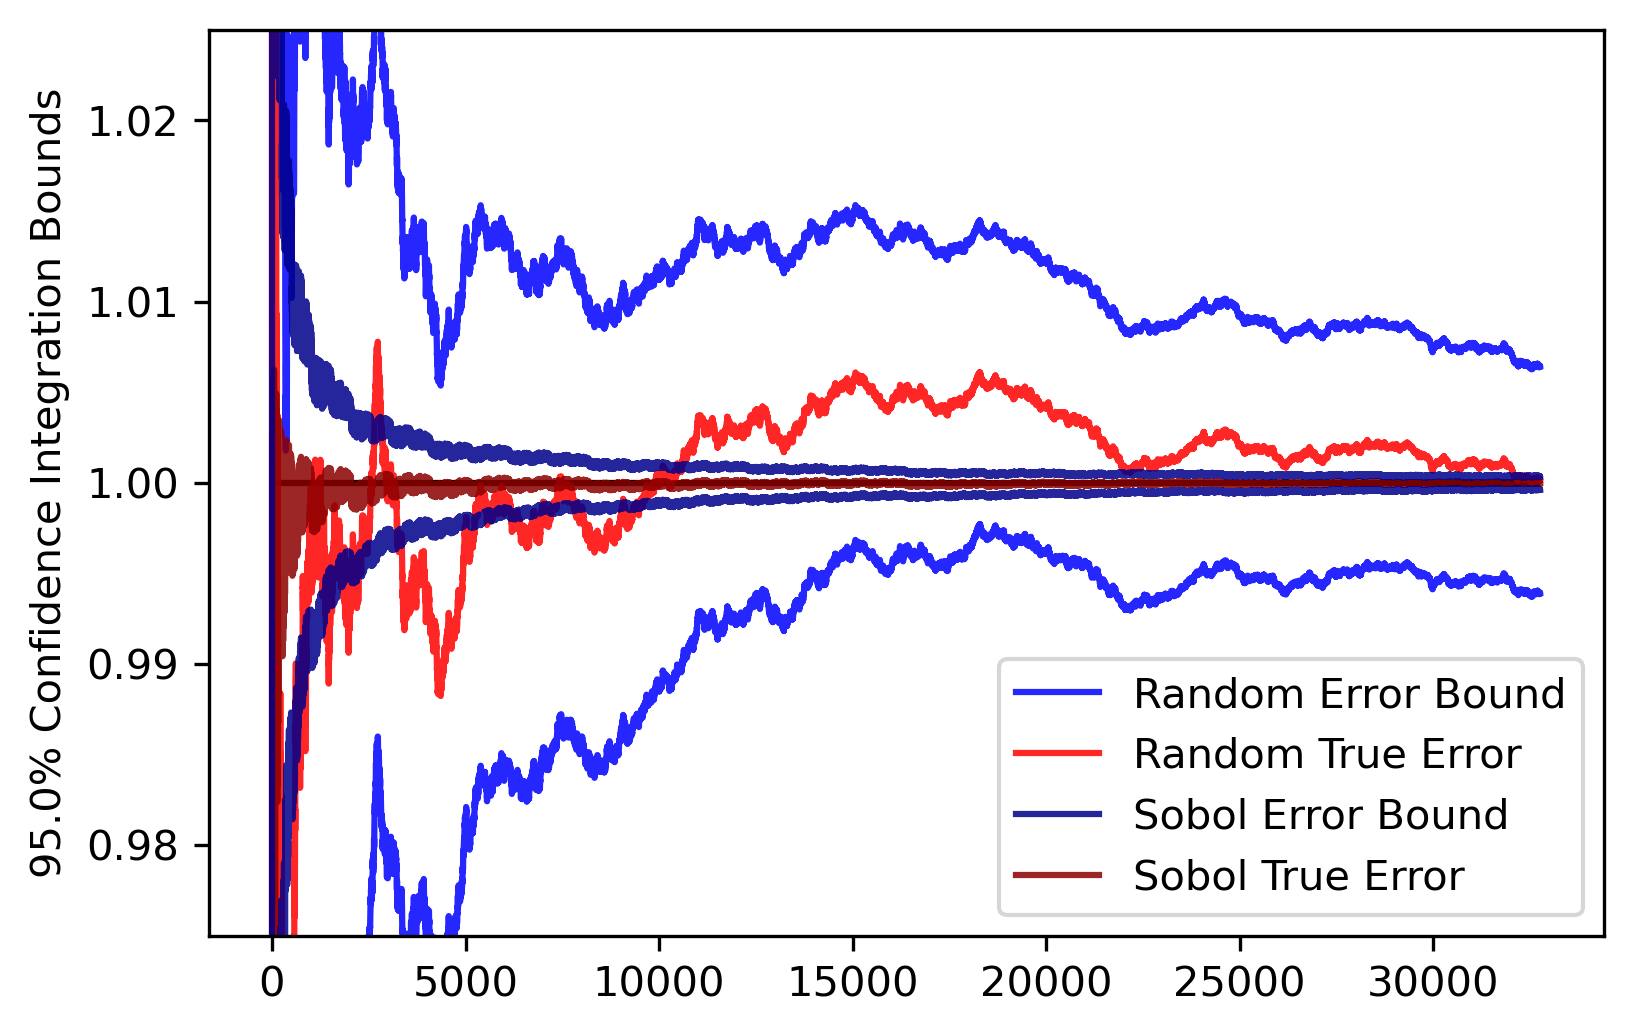 95.0% Confidence Integration Bounds
1.02
1.01
1.00
0.99
0.98
0 5000 10000 15000 20000 25000 30000
Random Error Bound
Random True Error
Sobol Error Bound
Sobol True Error